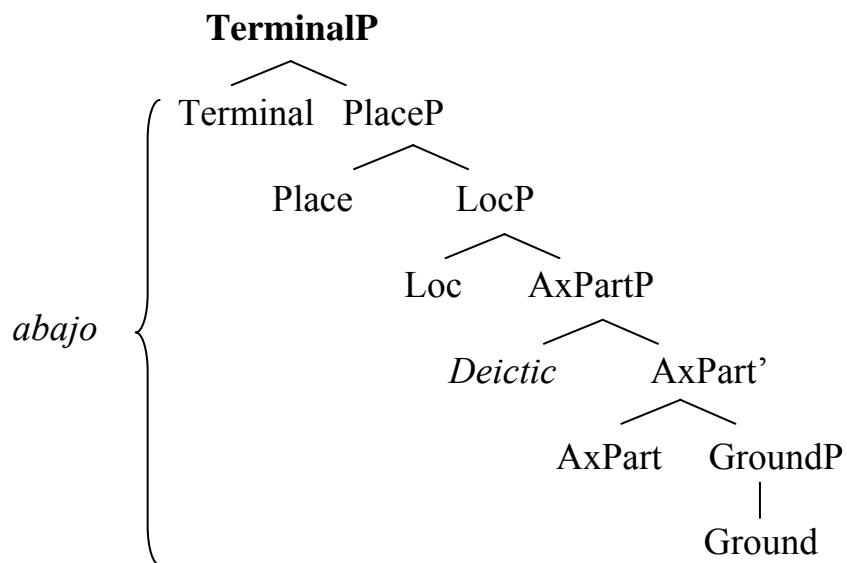 TerminalP
Terminal PlaceP
Place LocP
Loc AxPartP
abajo
Deictic AxPart’
AxPart GroundP
Ground